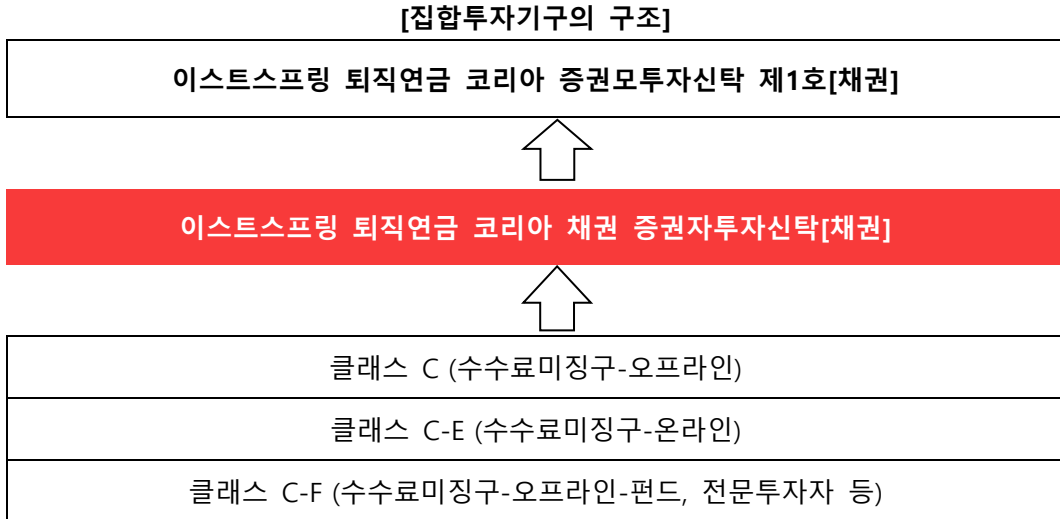 [집합투자기구의 구조]
이스트스프링 퇴직연금 코리아 증권모투자신탁 제1호[채권]
이스트스프링 퇴직연금 코리아 채권 증권자투자신탁[채권]
클래스 C (수수료미징구-오프라인)
클래스 C-E (수수료미징구-온라인)
클래스 C-F (수수료미징구-오프라인-펀드, 전문투자자 등)